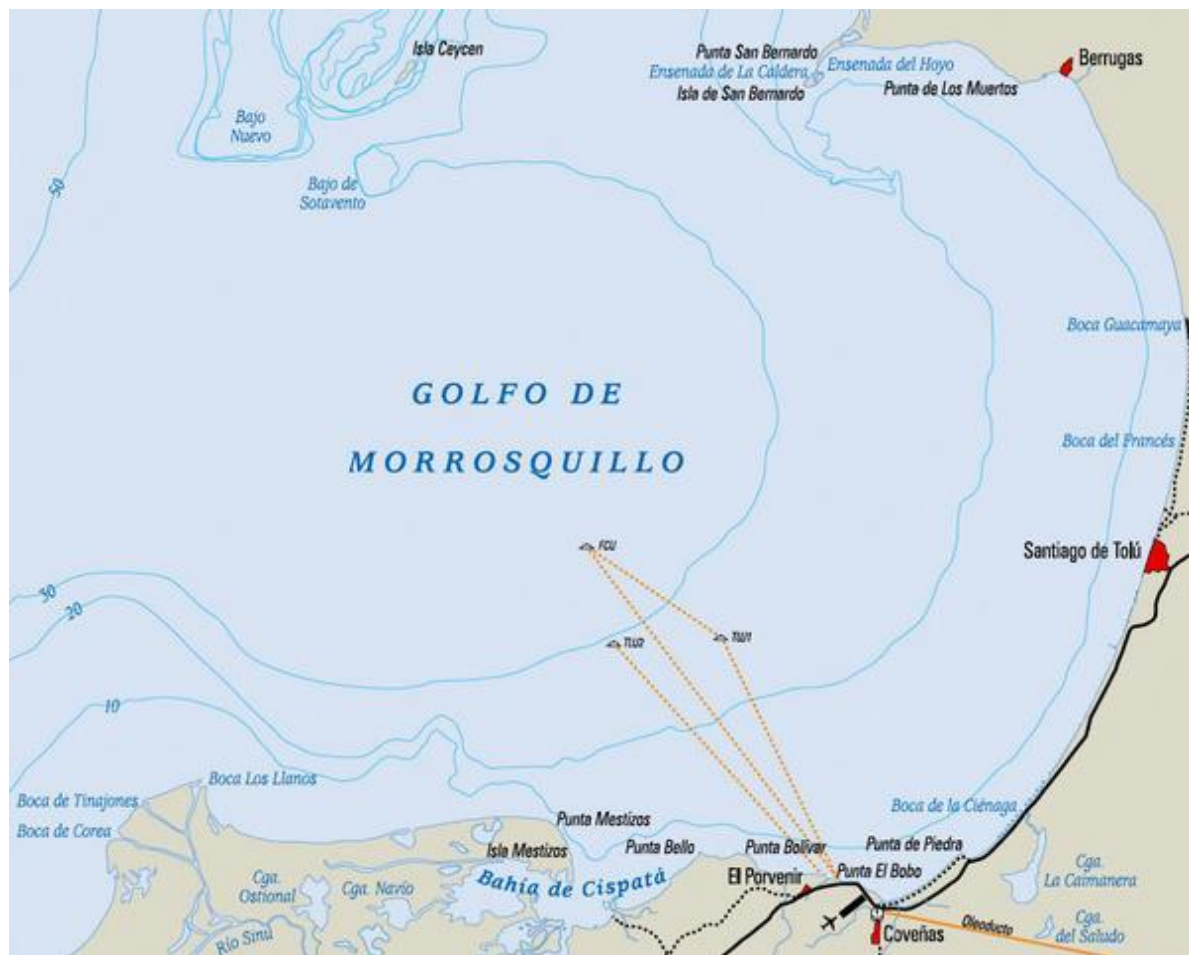 Isla Ceycen
Punta San Bernardo
Ensenada de La Caldera
Isla de San Bernardo
Ensenada del Hoyo
Berrugas
Punta de Los Muertos
Bajo
Nuevo
50
Bajo de
Sotavento
Boca Guacamaya
GOLFO DE
MORROSQUILLO
Boca del Francés
FCU
Santiago de Tolú
30
20
TLU2
TLU1
10
Boca Los Llanos
Boca de Tinajones
Boca de Corea
Boca de la Ciénaga
Punta Mestizos
Isla Mestizos
Punta Bello
Punta Bolívar
Punta de Piedra
Punta El Bobo
El Porvenir
Bahía de Cispatá
Cga.
Ostional
Cga. Navío
Río Sinú
Cga.
La Caimanera
Oleoducto
Coveñas
Cga.
del Saludo